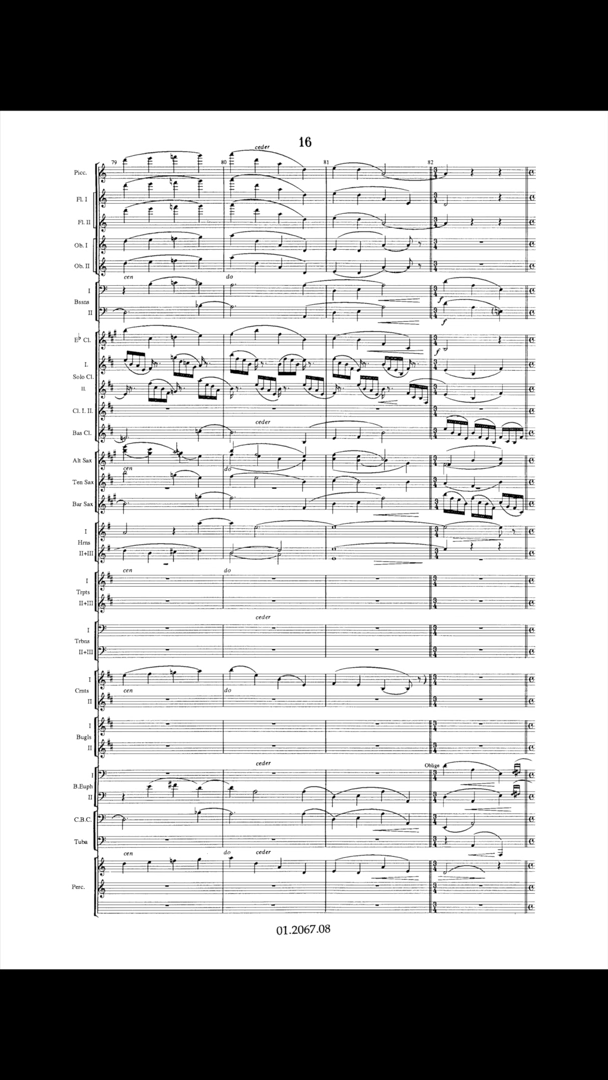 16
ceder
79 80 81 82
Picc.
Fl. I
Fl. II
Ob. I
Ob. II
cen do
I
Bssns
II
f
f
E♭ Cl.
f
I.
Solo Cl.
II.
Cl. I. II.
ceder
Bas Cl.
Alt Sax
cen do
Ten Sax
Bar Sax
I
Hrns
II+III
cen do
I
Trpts
II+III
ceder
I
Trbns
II+III
I
Crnts
cen do
II
I
Bugls
II
ceder
Oblige
I
B.Euph
II
C.B.C.
Tuba
cen do ceder
Perc.
01.2067.08